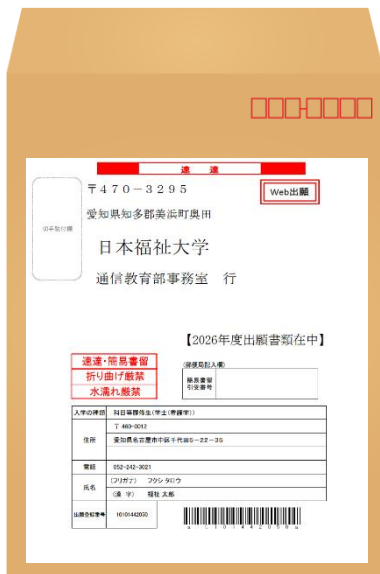 速 達
〒470-3295
Web出願
愛知県知多郡美浜町奥田
切手貼付欄
日本福祉大学
通信教育部事務室 行
【2026年度出願書類在中】
速達・簡易書留
折り曲げ厳禁
水濡れ厳禁
(郵便局記入欄)
簡易書留
引受番号
入学の種類 科目等履修生(学士(看護学))
住所 〒 460-0012
愛知県名古屋市中区千代田5-22-35
電話 052-242-3021
氏名 (フリガナ) フクシ タロウ
(漢 字) 福祉 太郎
出願登録番号 10101442050